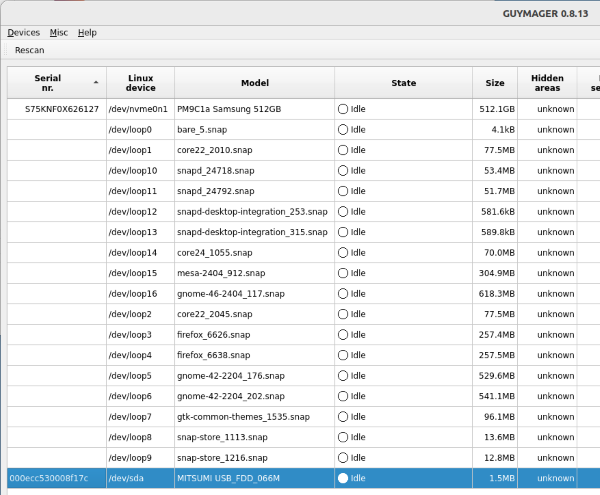 GUYMAGER 0.8.13
Devices Misc Help
Rescan
Serial nr. Linux device Model State Size Hidden areas
S75KNF0X626127 /dev/nvme0n1 PM9C1a Samsung 512GB Idle 512.1GB unknown
/dev/loop0 bare_5.snap Idle 4.1kB unknown
/dev/loop1 core22_2010.snap Idle 77.5MB unknown
/dev/loop10 snapd_24718.snap Idle 53.4MB unknown
/dev/loop11 snapd_24792.snap Idle 51.7MB unknown
/dev/loop12 snapd-desktop-integration_253.snap Idle 581.6kB unknown
/dev/loop13 snapd-desktop-integration_315.snap Idle 589.8kB unknown
/dev/loop14 core24_1055.snap Idle 70.0MB unknown
/dev/loop15 mesa-2404_912.snap Idle 304.9MB unknown
/dev/loop16 gnome-46-2404_117.snap Idle 618.3MB unknown
/dev/loop2 core22_2045.snap Idle 77.5MB unknown
/dev/loop3 firefox_6626.snap Idle 257.4MB unknown
/dev/loop4 firefox_6638.snap Idle 257.5MB unknown
/dev/loop5 gnome-42-2204_176.snap Idle 529.6MB unknown
/dev/loop6 gnome-42-2204_202.snap Idle 541.1MB unknown
/dev/loop7 gtk-common-themes_1535.snap Idle 96.1MB unknown
/dev/loop8 snap-store_1113.snap Idle 13.6MB unknown
/dev/loop9 snap-store_1216.snap Idle 12.8MB unknown
000ecc530008f17c /dev/sda MITSUMI USB_FDD_066M Idle 1.5MB unknown